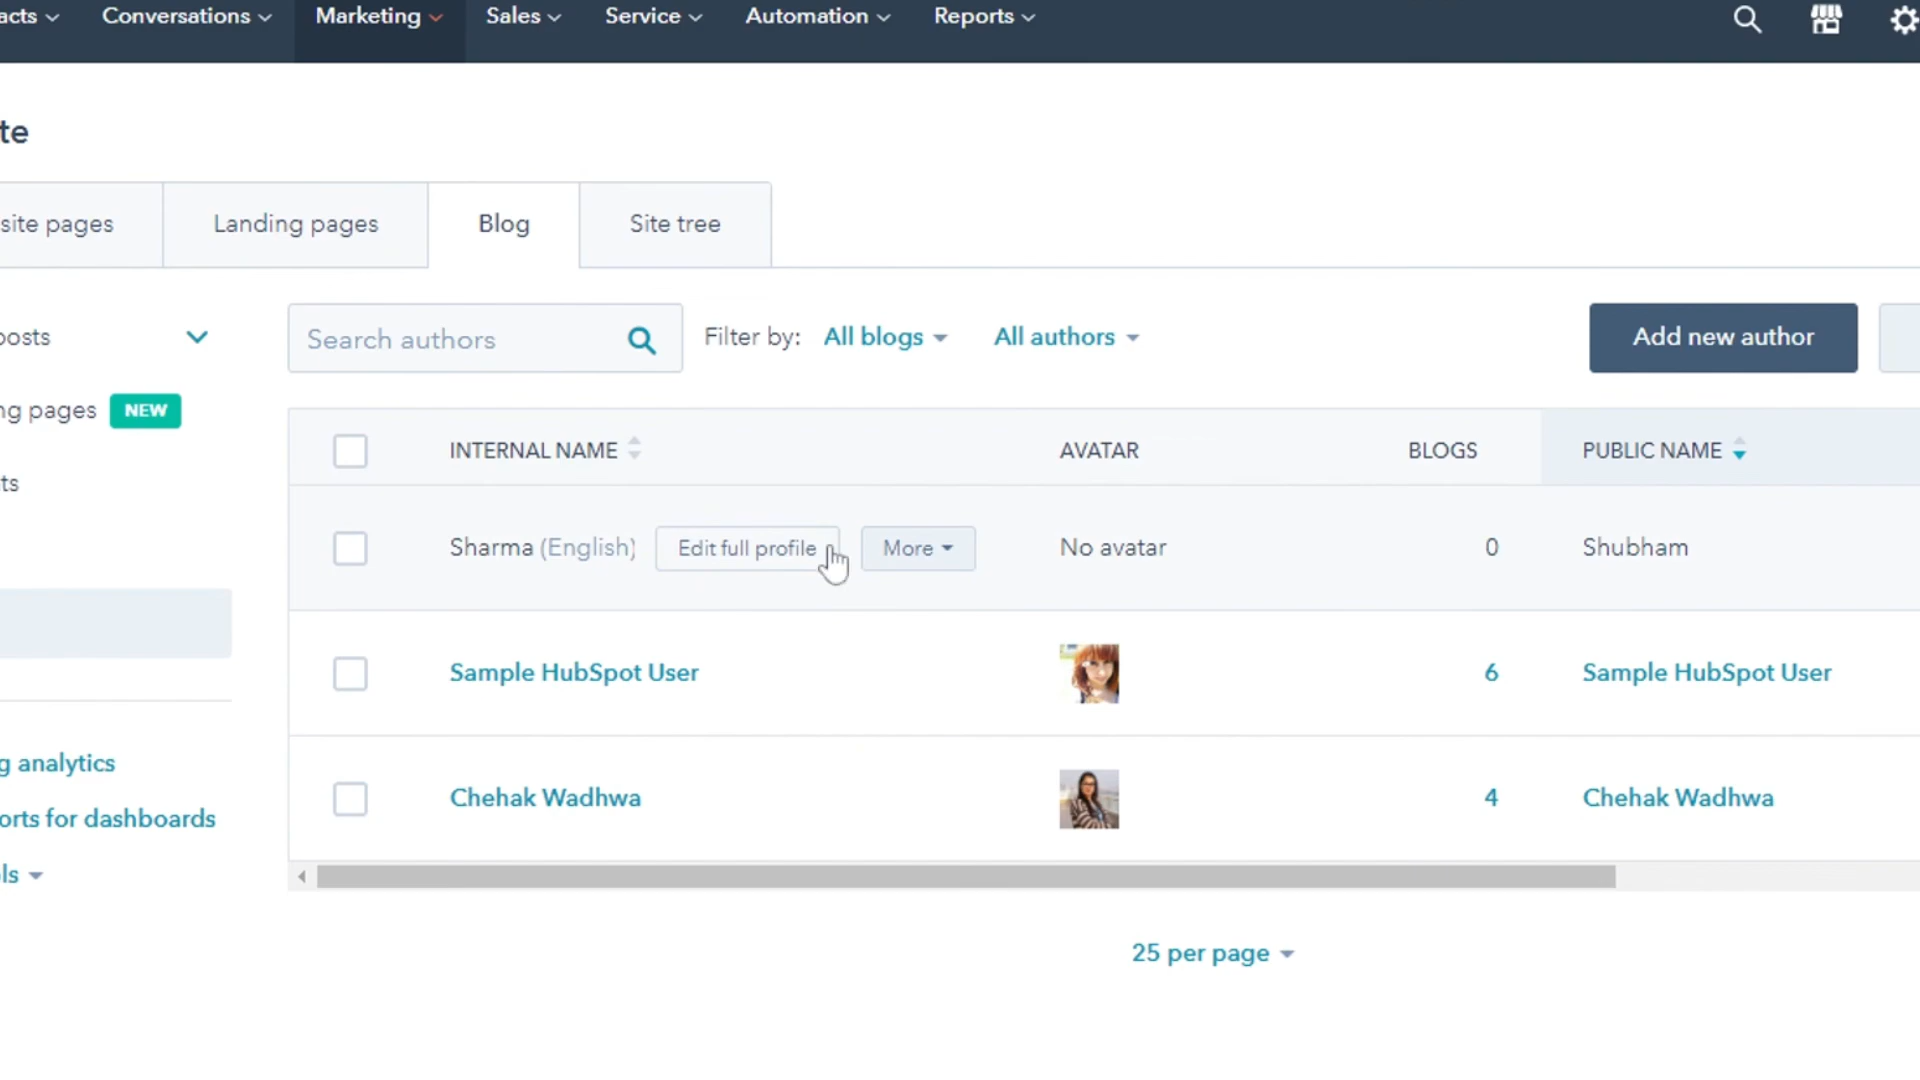 acts Conversations Marketing Sales Service Automation Reports
te
site pages Landing pages Blog Site tree
posts Search authors Filter by: All blogs All authors Add new author
ng pages NEW
INTERNAL NAME AVATAR BLOGS PUBLIC NAME
ts
Sharma (English) Edit full profile More No avatar 0 Shubham
Sample HubSpot User 6 Sample HubSpot User
g analytics
Chehak Wadhwa 4 Chehak Wadhwa
orts for dashboards
ls
25 per page